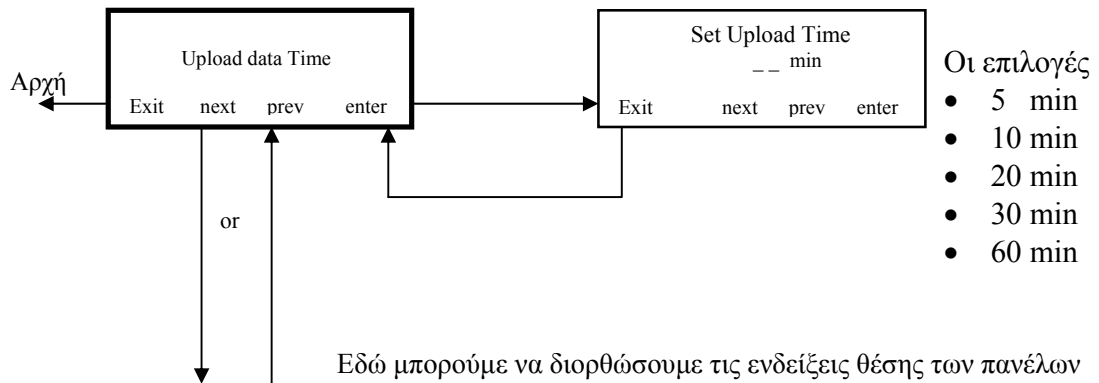 Αρχή
Upload data Time
Exit next prev enter
Set Upload Time
_ _ min
Exit next prev enter
Οι επιλογές
• 5 min
• 10 min
• 20 min
• 30 min
• 60 min
or
Εδώ μπορούμε να διορθώσουμε τις ενδείξεις θέσης των πανέλων